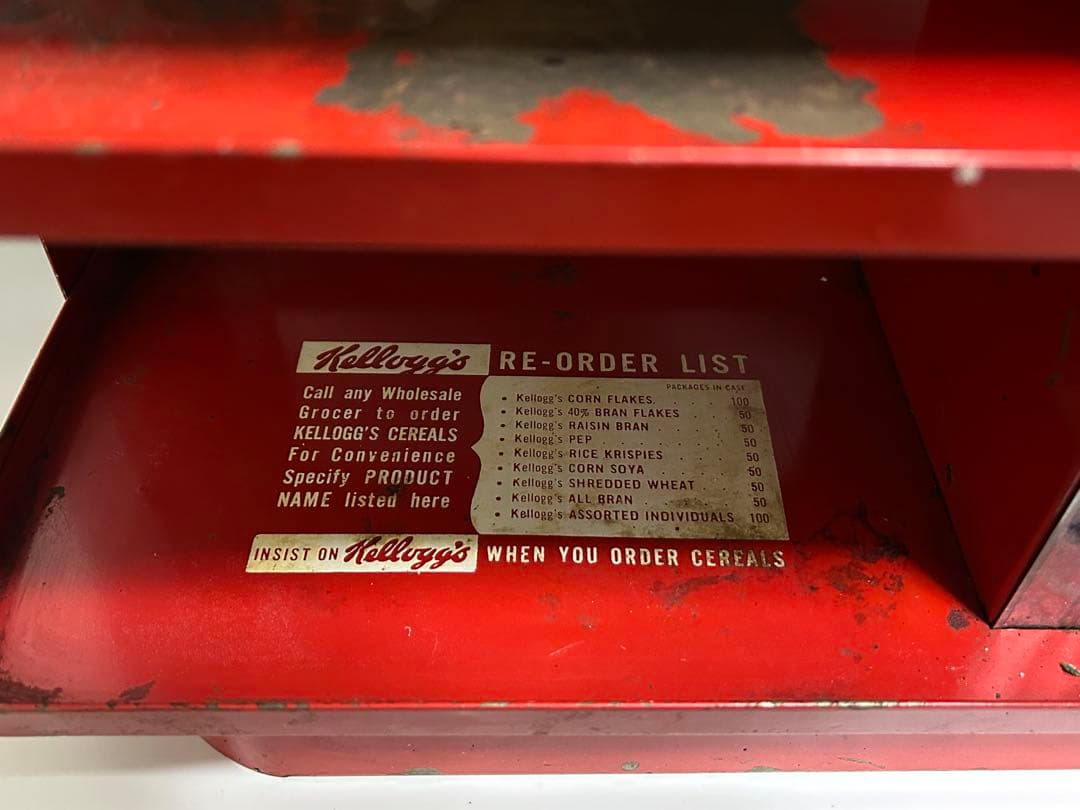 Kellogg's RE-ORDER LIST
Call any Wholesale
Grocer to order
KELLOGG'S CEREALS
For Convenience
Specify PRODUCT
NAME listed here
PACKAGES IN CASE
• Kellogg's CORN FLAKES. . . . 100
• Kellogg's 40% BRAN FLAKES . . . 50
• Kellogg's RAISIN BRAN . . . . 50
• Kellogg's PEP . . . . . . 50
• Kellogg's RICE KRISPIES . . . . 50
• Kellogg's CORN SOYA . . . . 50
• Kellogg's SHREDDED WHEAT . . . 50
• Kellogg's ALL BRAN . . . . . 50
• Kellogg's ASSORTED INDIVIDUALS 100
INSIST ON Kellogg's WHEN YOU ORDER CEREALS